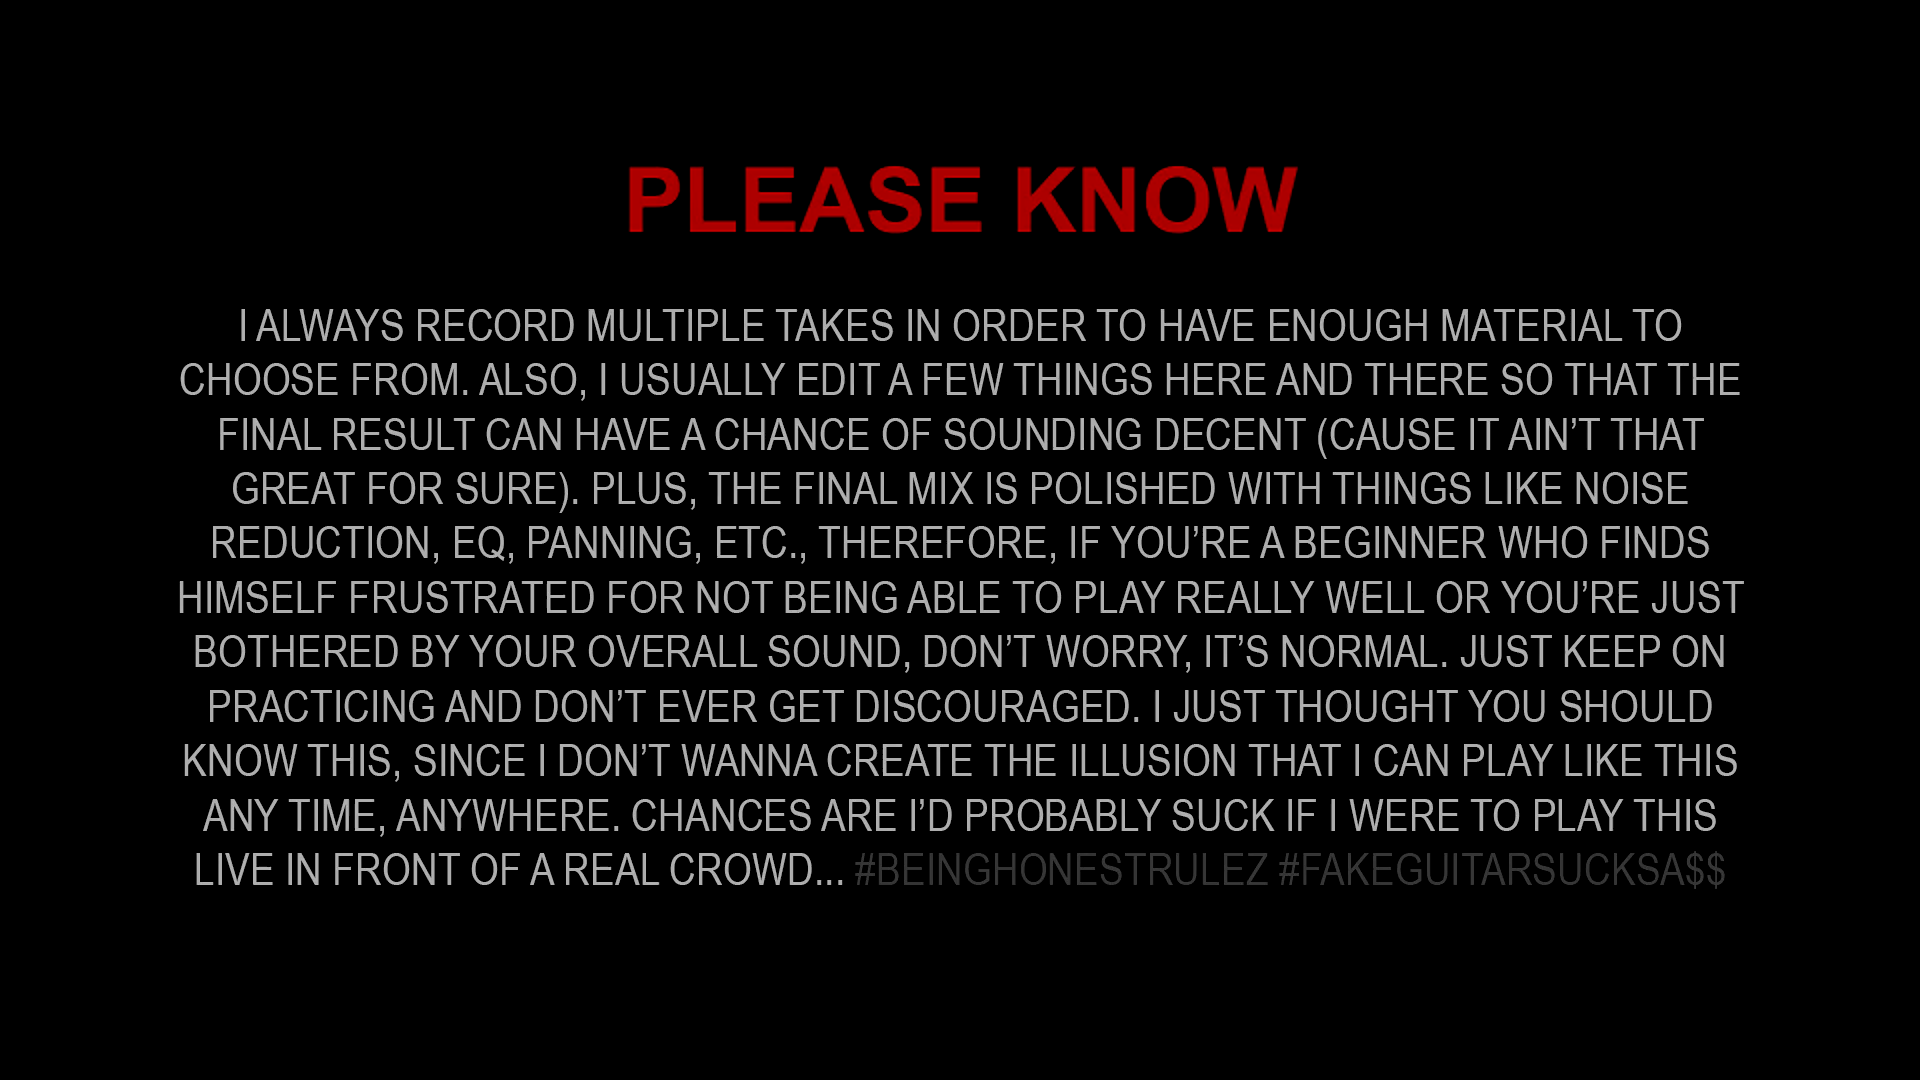 PLEASE KNOW
I ALWAYS RECORD MULTIPLE TAKES IN ORDER TO HAVE ENOUGH MATERIAL TO
CHOOSE FROM. ALSO, I USUALLY EDIT A FEW THINGS HERE AND THERE SO THAT THE
FINAL RESULT CAN HAVE A CHANCE OF SOUNDING DECENT (CAUSE IT AIN’T THAT
GREAT FOR SURE). PLUS, THE FINAL MIX IS POLISHED WITH THINGS LIKE NOISE
REDUCTION, EQ, PANNING, ETC., THEREFORE, IF YOU’RE A BEGINNER WHO FINDS
HIMSELF FRUSTRATED FOR NOT BEING ABLE TO PLAY REALLY WELL OR YOU’RE JUST
BOTHERED BY YOUR OVERALL SOUND, DON’T WORRY, IT’S NORMAL. JUST KEEP ON
PRACTICING AND DON’T EVER GET DISCOURAGED. I JUST THOUGHT YOU SHOULD
KNOW THIS, SINCE I DON’T WANNA CREATE THE ILLUSION THAT I CAN PLAY LIKE THIS
ANY TIME, ANYWHERE. CHANCES ARE I’D PROBABLY SUCK IF I WERE TO PLAY THIS
LIVE IN FRONT OF A REAL CROWD... #BEINGHONESTRULEZ #FAKEGUITARSUCKSA$$